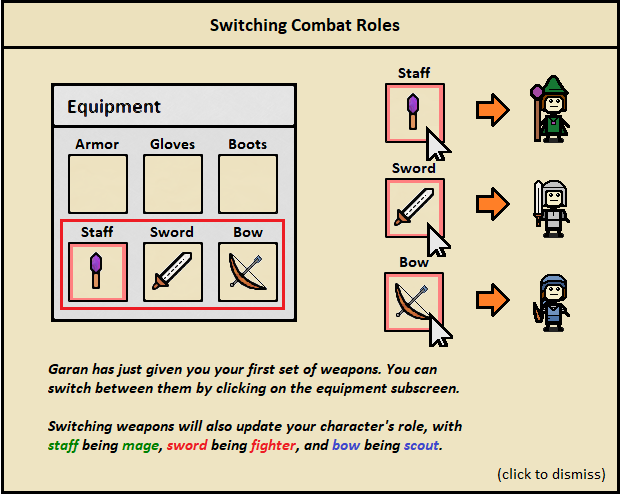 Switching Combat Roles
Equipment
Armor Gloves Boots
Staff Sword Bow
Staff
Sword
Bow
Garan has just given you your first set of weapons. You can
switch between them by clicking on the equipment subscreen.
Switching weapons will also update your character's role, with
staff being mage, sword being fighter, and bow being scout.
(click to dismiss)